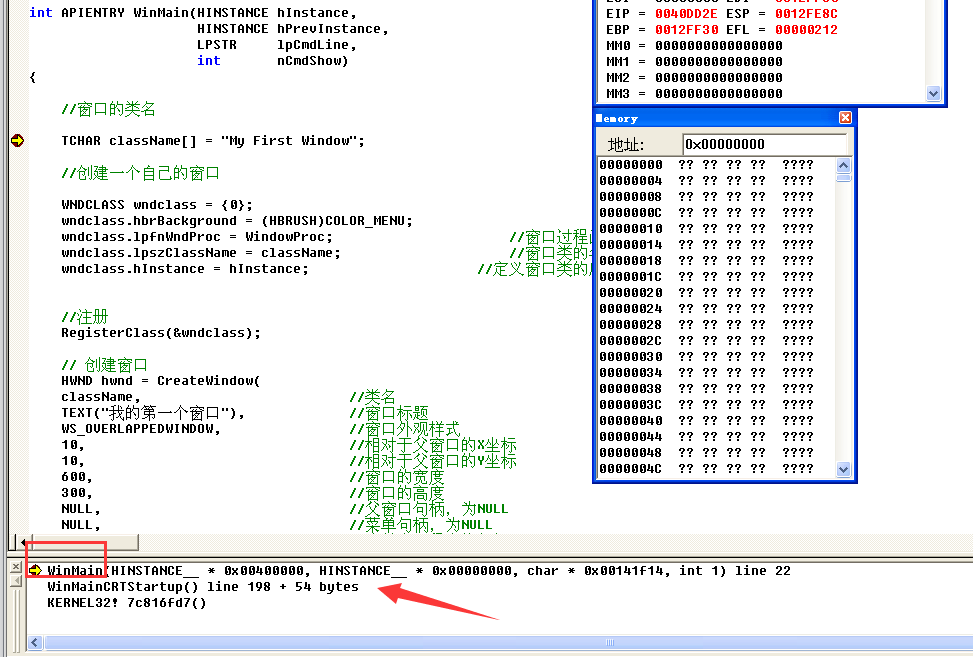 int APIENTRY WinMain(HINSTANCE hInstance,
HINSTANCE hPrevInstance,
LPSTR     lpCmdLine,
int       nCmdShow)
{
//窗口的类名
TCHAR className[] = "My First Window";
//创建一个自己的窗口
WNDCLASS wndclass = {0};
wndclass.hbrBackground = (HBRUSH)COLOR_MENU;
wndclass.lpfnWndProc = WindowProc;                      //窗口过程
wndclass.lpszClassName = className;                     //窗口类的
wndclass.hInstance = hInstance;                     //定义窗口类的
//注册
RegisterClass(&wndclass);
// 创建窗口
HWND hwnd = CreateWindow(
className,                          //类名
TEXT("我的第一个窗口"),             //窗口标题
WS_OVERLAPPEDWINDOW,                //窗口外观样式
10,                                 //相对于父窗口的X坐标
10,                                 //相对于父窗口的Y坐标
600,                                //窗口的宽度
300,                                //窗口的高度
NULL,                               //父窗口句柄，为NULL
NULL,                               //菜单句柄，为NULL
EIP = 0040DD2E ESP = 0012FE8C
EBP = 0012FF30 EFL = 00000212
MM0 = 0000000000000000
MM1 = 0000000000000000
MM2 = 0000000000000000
MM3 = 0000000000000000
Memory
地址: 0x00000000
00000000  ?? ?? ?? ??  ????
00000004  ?? ?? ?? ??  ????
00000008  ?? ?? ?? ??  ????
0000000C  ?? ?? ?? ??  ????
00000010  ?? ?? ?? ??  ????
00000014  ?? ?? ?? ??  ????
00000018  ?? ?? ?? ??  ????
0000001C  ?? ?? ?? ??  ????
00000020  ?? ?? ?? ??  ????
00000024  ?? ?? ?? ??  ????
00000028  ?? ?? ?? ??  ????
0000002C  ?? ?? ?? ??  ????
00000030  ?? ?? ?? ??  ????
00000034  ?? ?? ?? ??  ????
00000038  ?? ?? ?? ??  ????
0000003C  ?? ?? ?? ??  ????
00000040  ?? ?? ?? ??  ????
00000044  ?? ?? ?? ??  ????
00000048  ?? ?? ?? ??  ????
0000004C  ?? ?? ?? ??  ????
WinMain(HINSTANCE__ * 0x00400000, HINSTANCE__ * 0x00000000, char * 0x00141f14, int 1) line 22
WinMainCRTStartup() line 198 + 54 bytes
KERNEL32! 7c816fd7()